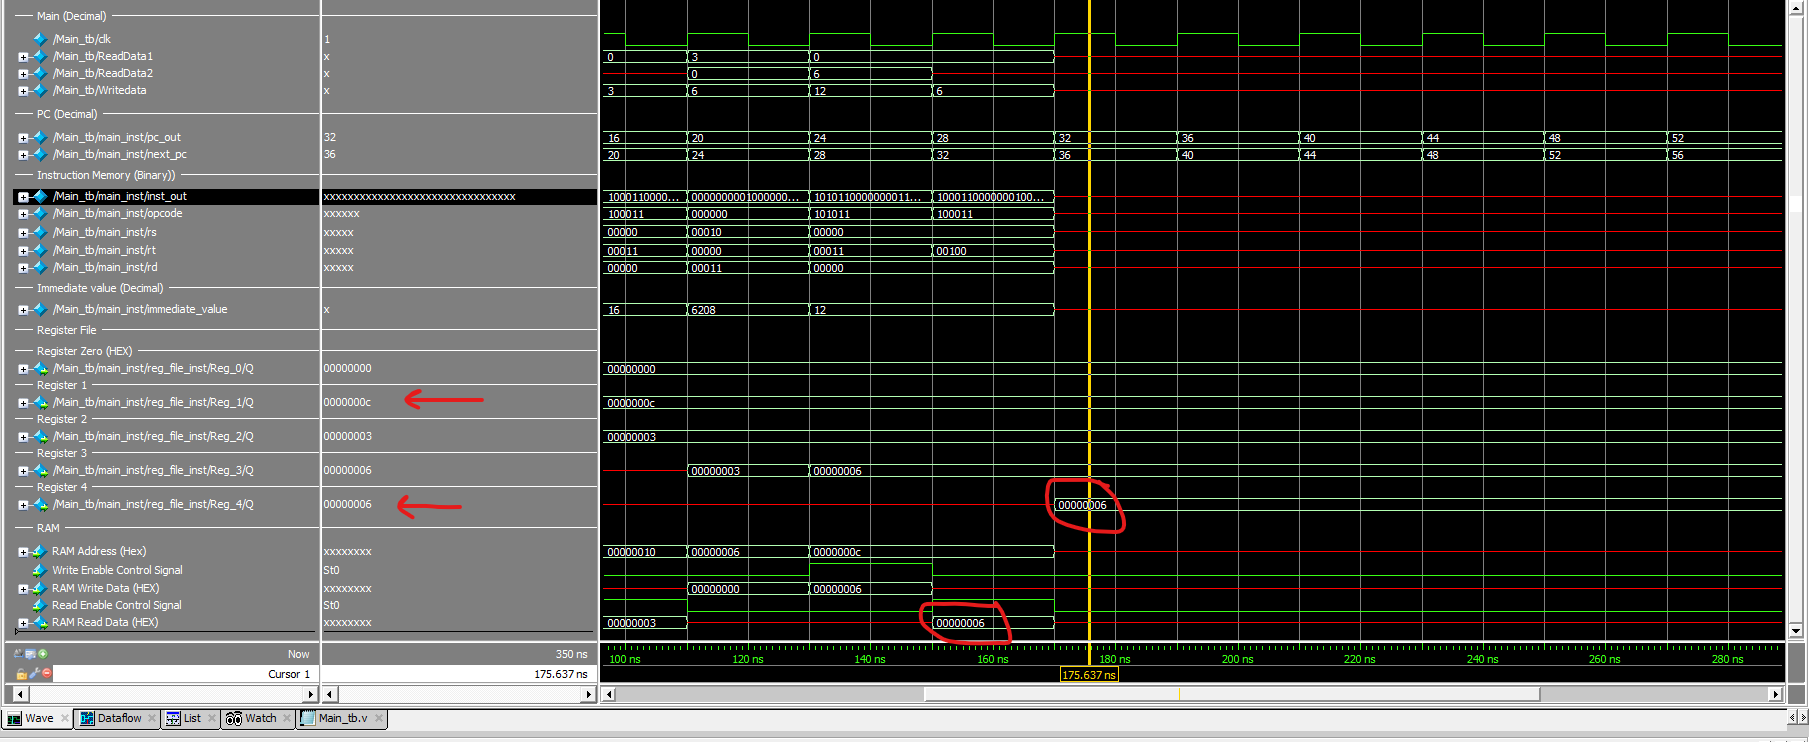 Main (Decimal)
/Main_tb/clk 1
/Main_tb/ReadData1 x 0 3 0
/Main_tb/ReadData2 x 0 6
/Main_tb/Writedata x 3 6 12 6
PC (Decimal)
/Main_tb/main_inst/pc_out 32 16 20 24 28 32 36 40 44 48 52
/Main_tb/main_inst/next_pc 36 20 24 28 32 36 40 44 48 52 56
Instruction Memory (Binary))
/Main_tb/main_inst/inst_out xxxxxxxxxxxxxxxxxxxxxxxxxxxxxxxx 1000110000... 0000000001000000... 1010110000000011... 1000110000000100...
/Main_tb/main_inst/opcode xxxxxx 100011 000000 101011 100011
/Main_tb/main_inst/rs xxxxx 00000 00010 00000
/Main_tb/main_inst/rt xxxxx 00011 00000 00011 00100
/Main_tb/main_inst/rd xxxxx 00000 00011 00000
Immediate value (Decimal)
/Main_tb/main_inst/immediate_value x 16 6208 12
Register File
Register Zero (HEX)
/Main_tb/main_inst/reg_file_inst/Reg_0/Q 00000000 00000000
Register 1
/Main_tb/main_inst/reg_file_inst/Reg_1/Q 0000000c 0000000c
Register 2
/Main_tb/main_inst/reg_file_inst/Reg_2/Q 00000003 00000003
Register 3
/Main_tb/main_inst/reg_file_inst/Reg_3/Q 00000006 00000003 00000006
Register 4
/Main_tb/main_inst/reg_file_inst/Reg_4/Q 00000006 00000006
RAM
RAM Address (Hex) xxxxxxxx 00000010 00000006 0000000c
Write Enable Control Signal St0
RAM Write Data (HEX) xxxxxxxx 00000000 00000006
Read Enable Control Signal St0
RAM Read Data (HEX) xxxxxxxx 00000003 00000006
Now 350 ns 100 ns 120 ns 140 ns 160 ns 180 ns 200 ns 220 ns 240 ns 260 ns 280 ns
Cursor 1 175.637 ns 175.637 ns
Wave Dataflow List Watch Main_tb.v